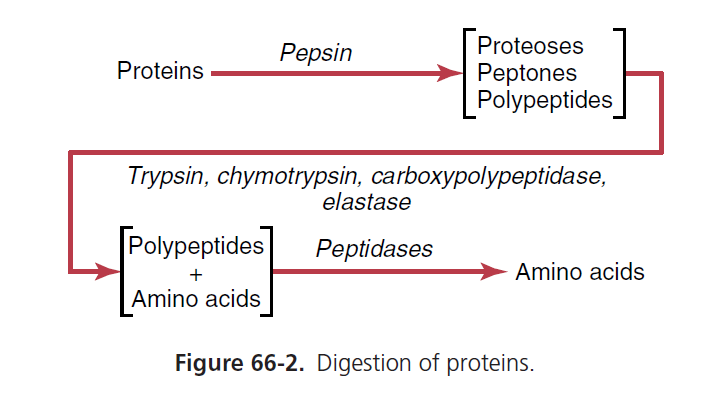 Pepsin
Proteins
Proteoses
Peptones
Polypeptides
Trypsin, chymotrypsin, carboxypolypeptidase,
elastase
Polypeptides
+
Amino acids
Peptidases
Amino acids
Figure 66-2. Digestion of proteins.